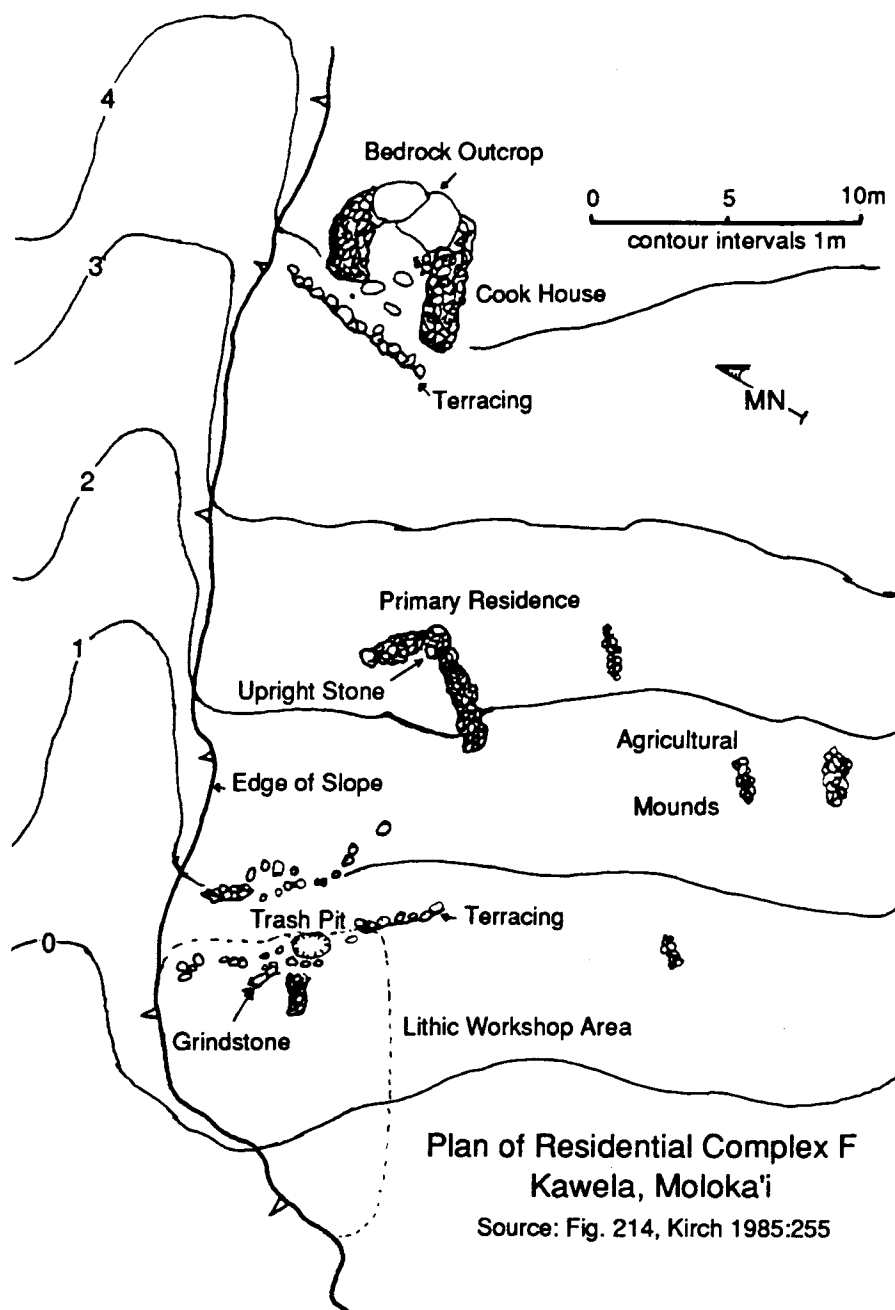 4
Bedrock Outcrop
0 5 10m
contour intervals 1m
3
Cook House
Terracing
MN
2
Primary Residence
1
Upright Stone
Agricultural
Mounds
Edge of Slope
Trash Pit
Terracing
0
Grindstone
Lithic Workshop Area
Plan of Residential Complex F
Kawela, Moloka'i
Source: Fig. 214, Kirch 1985:255